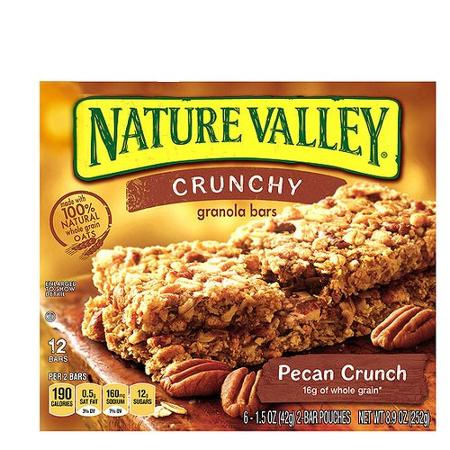 NATURE VALLEY®
CRUNCHY
granola bars
made with
100%
NATURAL
whole grain
OATS
ENLARGED
TO SHOW
DETAIL
12
BARS
PER 2 BARS
190
CALORIES
0.5g
SAT FAT
3% DV
160mg
SODIUM
7% DV
12g
SUGARS
Pecan Crunch
16g of whole grain*
6 - 1.5 OZ (42g) 2-BAR POUCHES NET WT 8.9 OZ (252g)